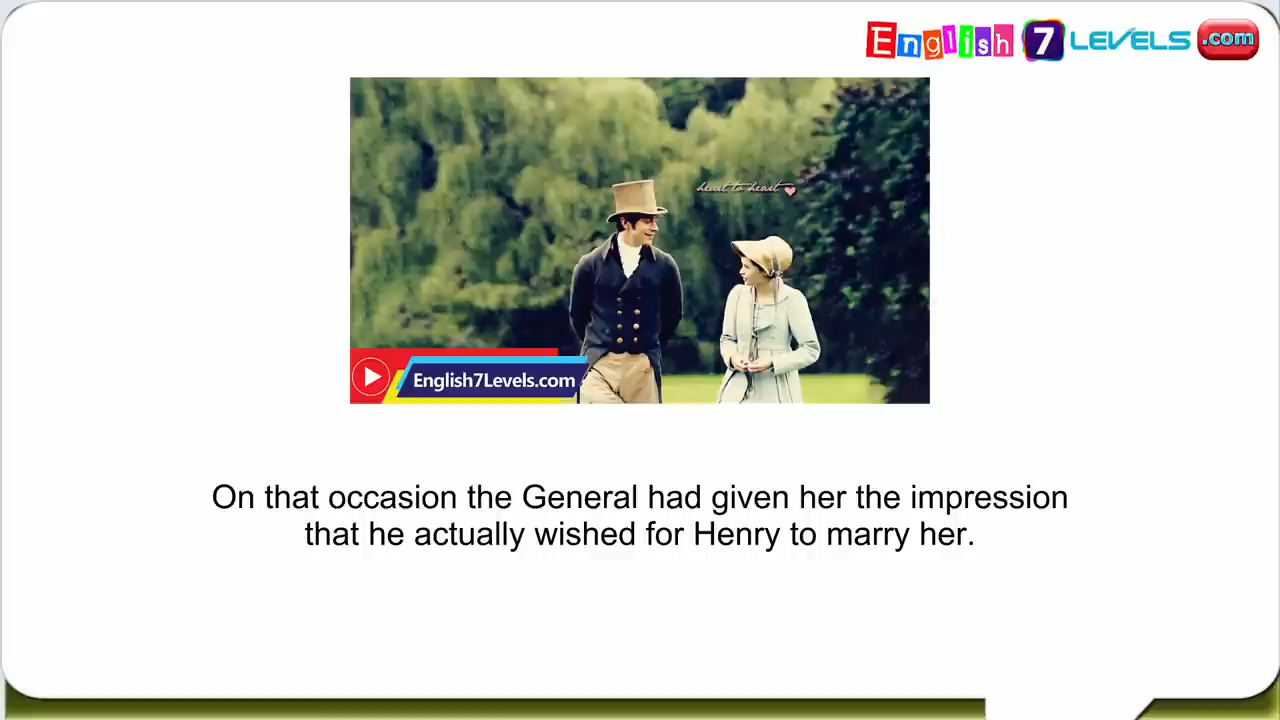 English 7 LEVELS .com
heart to heart
English7Levels.com
On that occasion the General had given her the impression
that he actually wished for Henry to marry her.